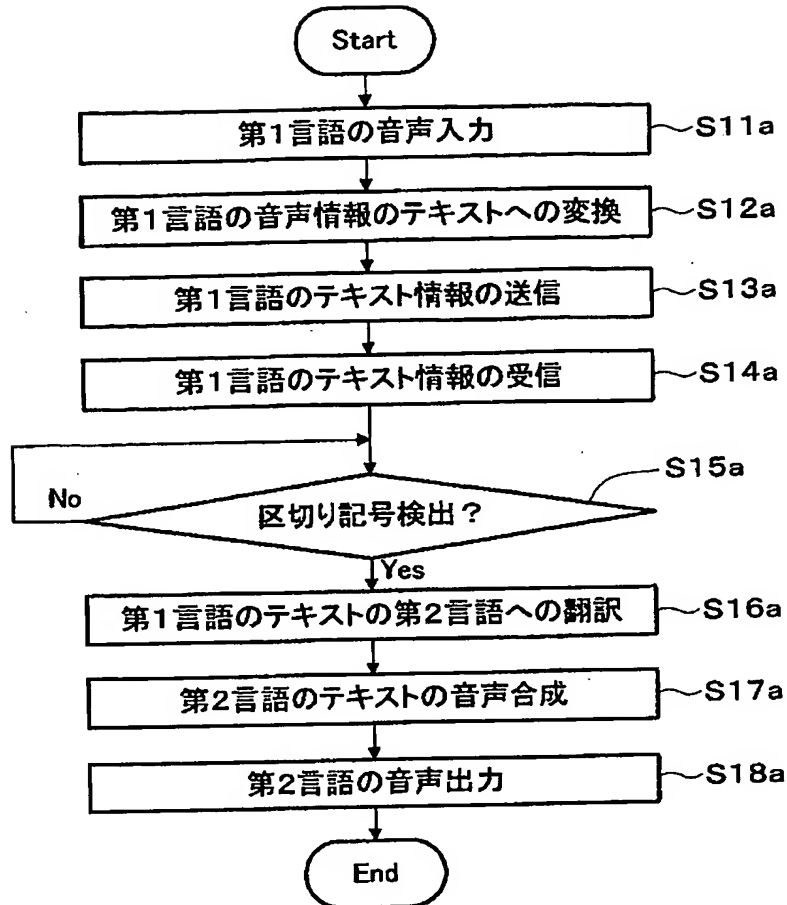 Start
第1言語の音声入力
S11a
第1言語の音声情報のテキストへの変換
S12a
第1言語のテキスト情報の送信
S13a
第1言語のテキスト情報の受信
S14a
S15a
No
区切り記号検出？
Yes
第1言語のテキストの第2言語への翻訳
S16a
第2言語のテキストの音声合成
S17a
第2言語の音声出力
S18a
End